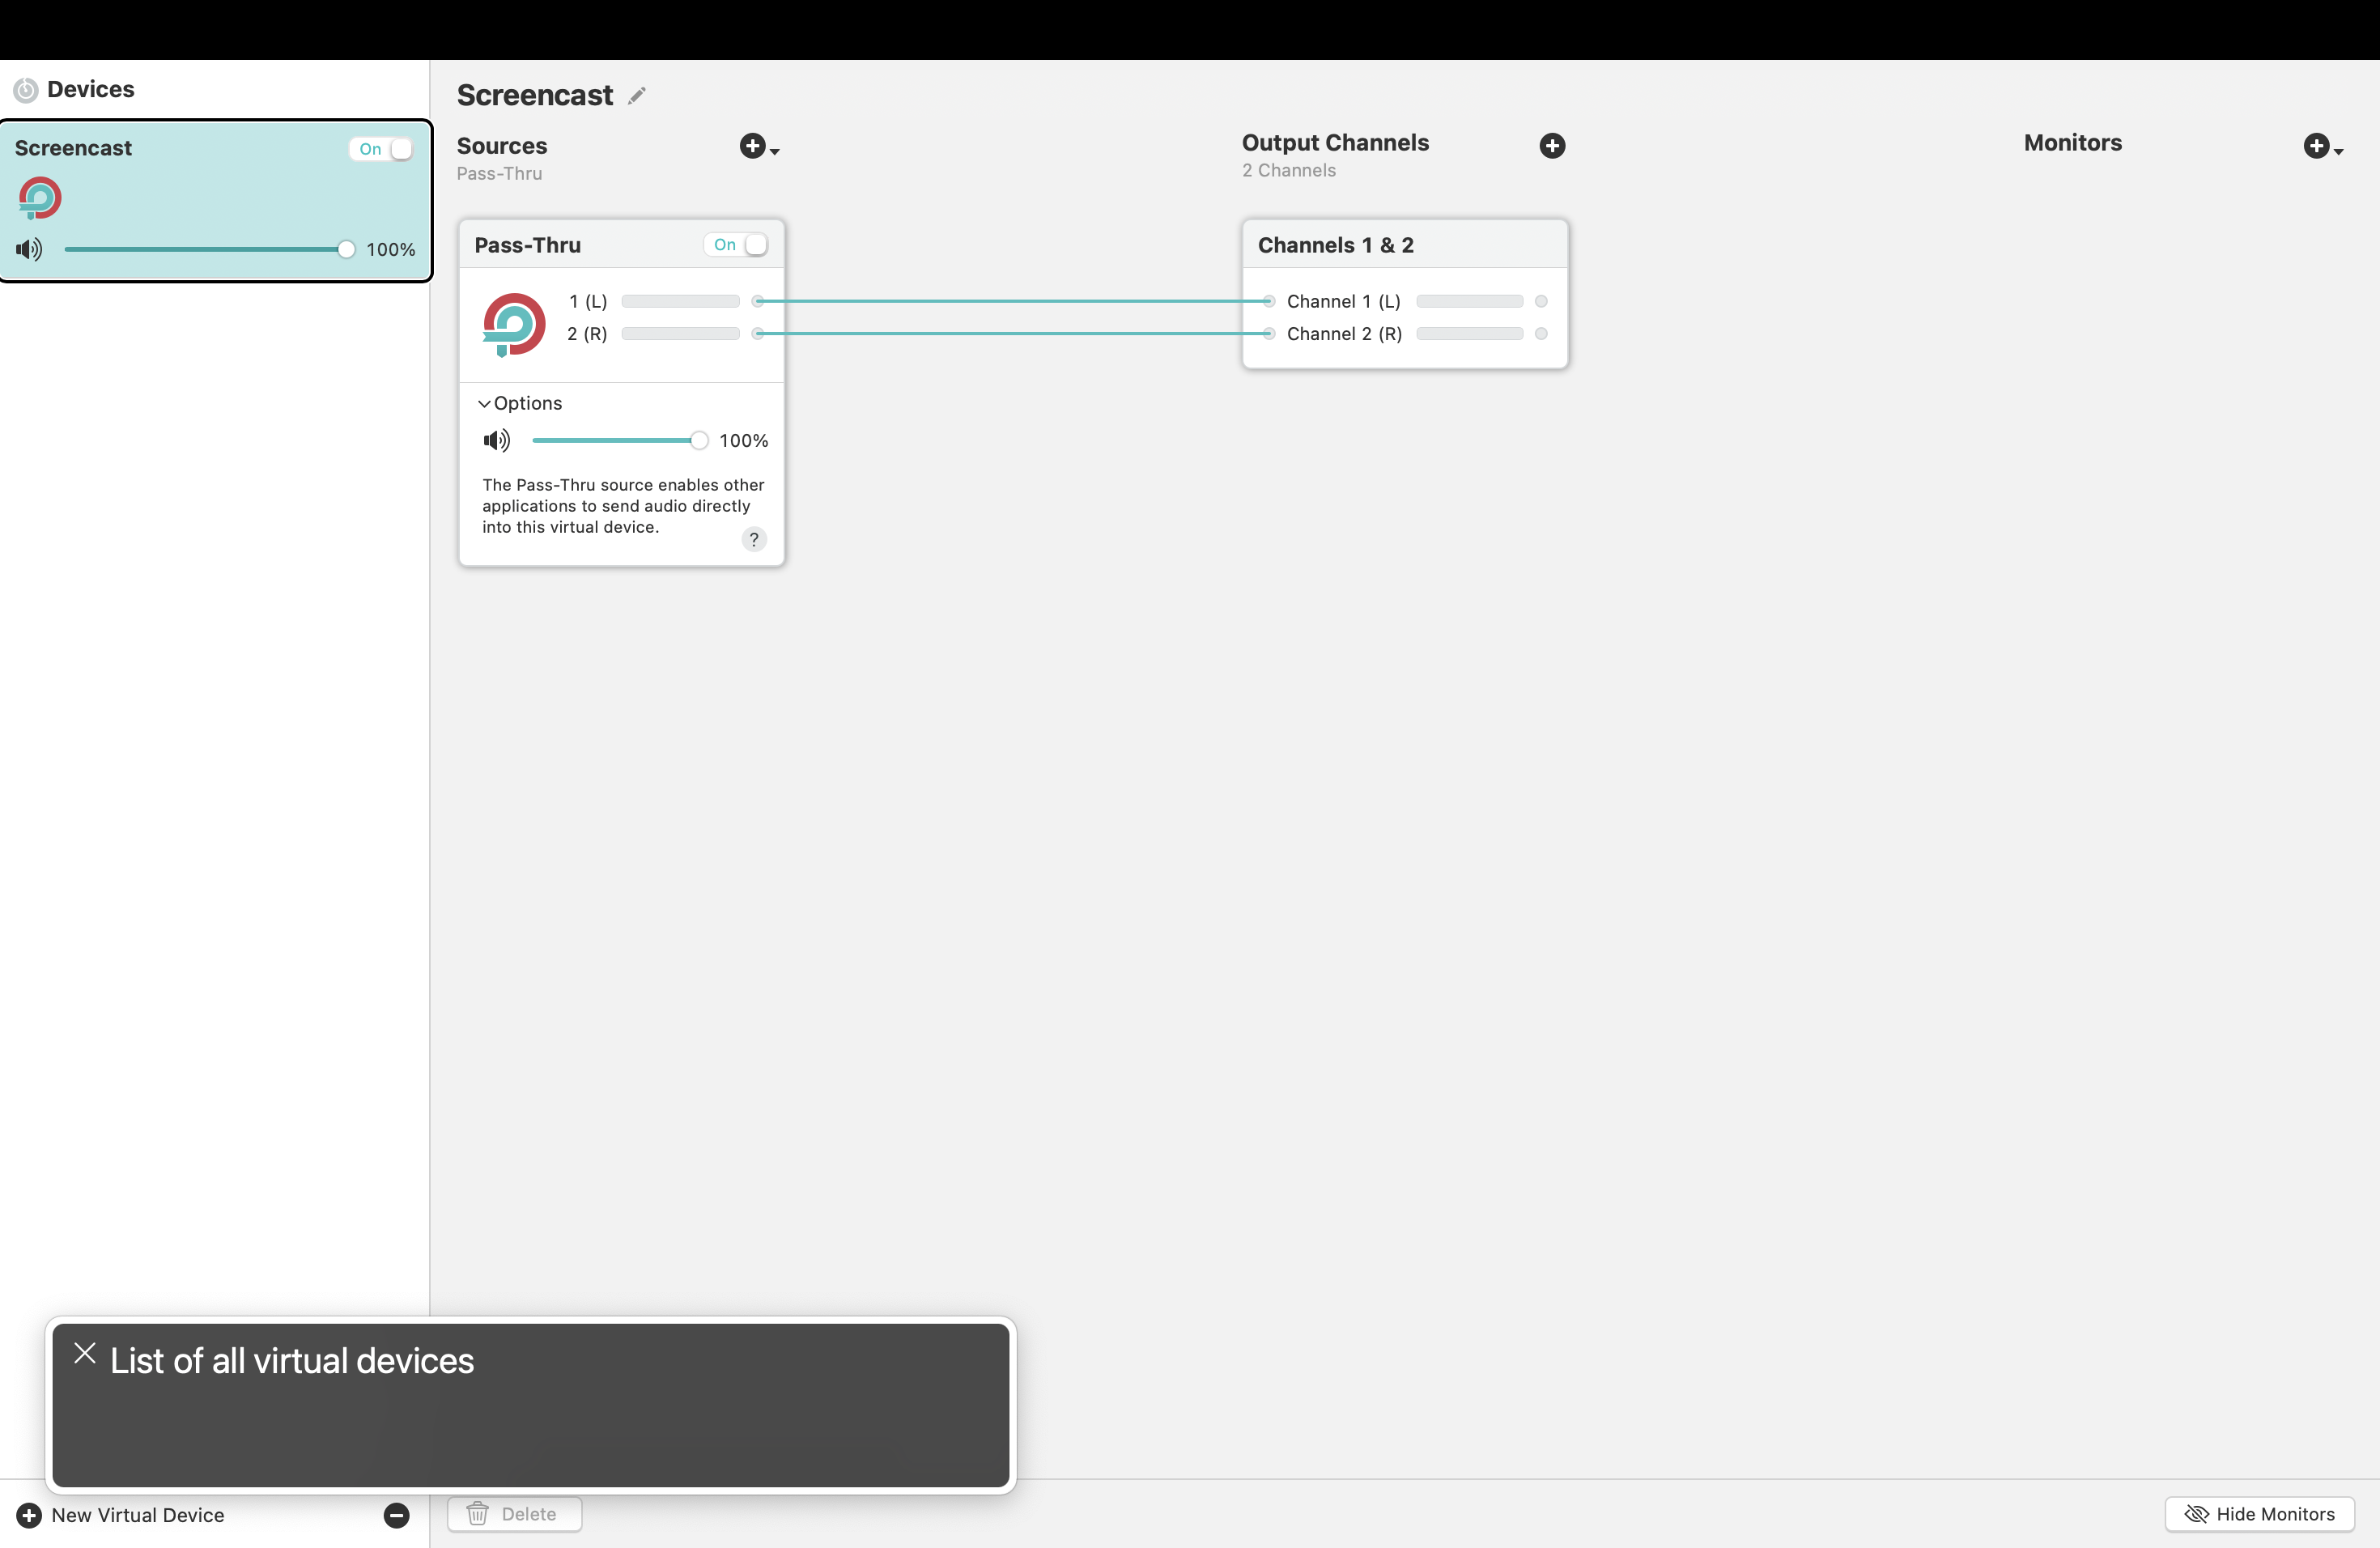 Devices
Screencast
On
100%
Screencast
Sources
Pass-Thru
Pass-Thru
On
1 (L)
2 (R)
Options
100%
The Pass-Thru source enables other
applications to send audio directly
into this virtual device.
?
Output Channels
2 Channels
Channels 1 & 2
Channel 1 (L)
Channel 2 (R)
Monitors
List of all virtual devices
New Virtual Device
Delete
Hide Monitors